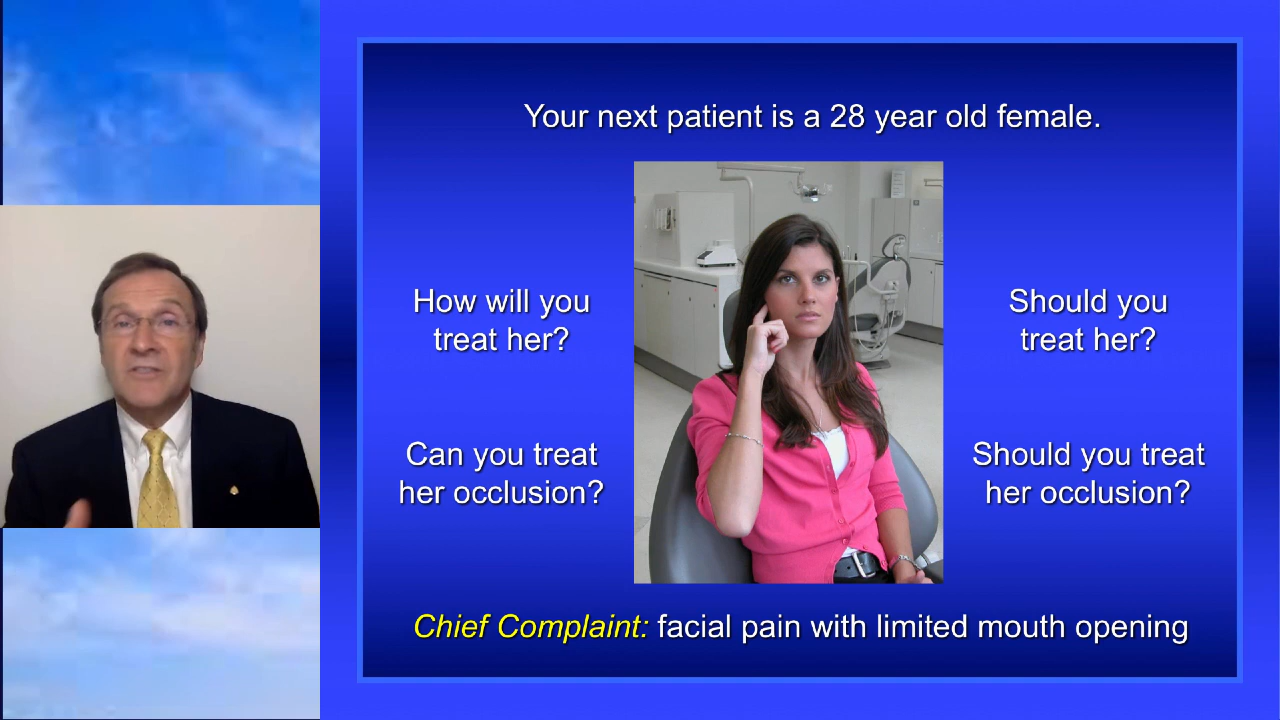 Your next patient is a 28 year old female.
How will you
treat her?
Should you
treat her?
Can you treat
her occlusion?
Should you treat
her occlusion?
Chief Complaint: facial pain with limited mouth opening